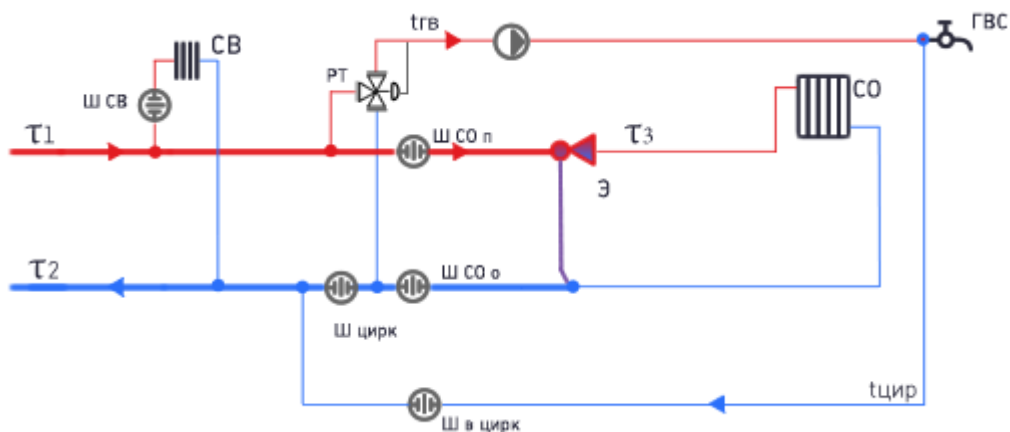 tгв
ГВС
СВ
РТ
СО
Ш СВ
τ1
Ш СО п
τ3
Э
τ2
Ш СО о
Ш цирк
tцир
Ш в цирк